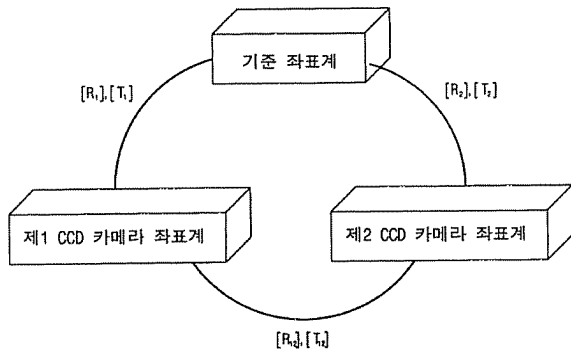 기준 좌표계
[R₁],[T₁]
[R₂],[T₂]
제1 CCD 카메라 좌표계
제2 CCD 카메라 좌표계
[R₁₂],[T₁₂]